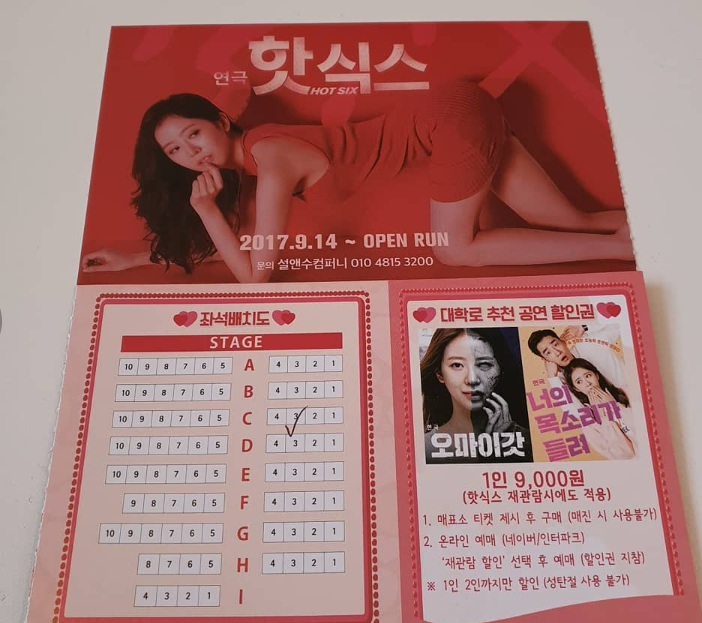 연극 핫식스
HOT SIX
2017.9.14 ~ OPEN RUN
문의 설앤수컴퍼니 010 4815 3200
좌석배치도
STAGE
10 9 8 7 6 5 A 4 3 2 1
10 9 8 7 6 5 B 4 3 2 1
10 9 8 7 6 5 C 4 3 2 1
10 9 8 7 6 5 D 4 3 2 1
10 9 8 7 6 5 E 4 3 2 1
9 8 7 6 5 F 4 3 2 1
10 9 8 7 6 5 G 4 3 2 1
8 7 6 5 H 4 3 2 1
4 3 2 1 I
대학로 추천 공연 할인권
연극
오마이갓
연극
너의
목소리가
들려
1인 9,000원
(핫식스 재관람시에도 적용)
1. 매표소 티켓 제시 후 구매 (매진 시 사용불가)
2. 온라인 예매 (네이버/인터파크)
'재관람 할인' 선택 후 예매 (할인권 지참)
※ 1인 2인까지만 할인 (성탄절 사용 불가)